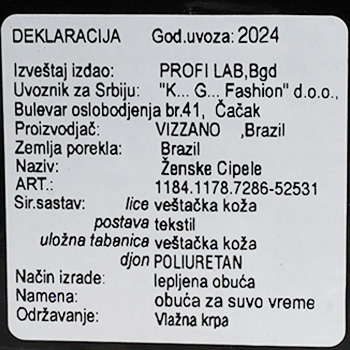 DEKLARACIJA God.uvoza: 2024
Izveštaj izdao: PROFI LAB,Bgd
Uvoznik za Srbiju: "K... G... Fashion" d.o.o.,
Bulevar oslobodjenja br.41, Čačak
Proizvodjač: VIZZANO ,Brazil
Zemlja porekla: Brazil
Naziv: Ženske Cipele
ART.: 1184.1178.7286-52531
Sir.sastav: lice veštačka koža
postava tekstil
uložna tabanica veštačka koža
djon POLIURETAN
Način izrade: lepljena obuća
Namena: obuća za suvo vreme
Održavanje: Vlažna krpa